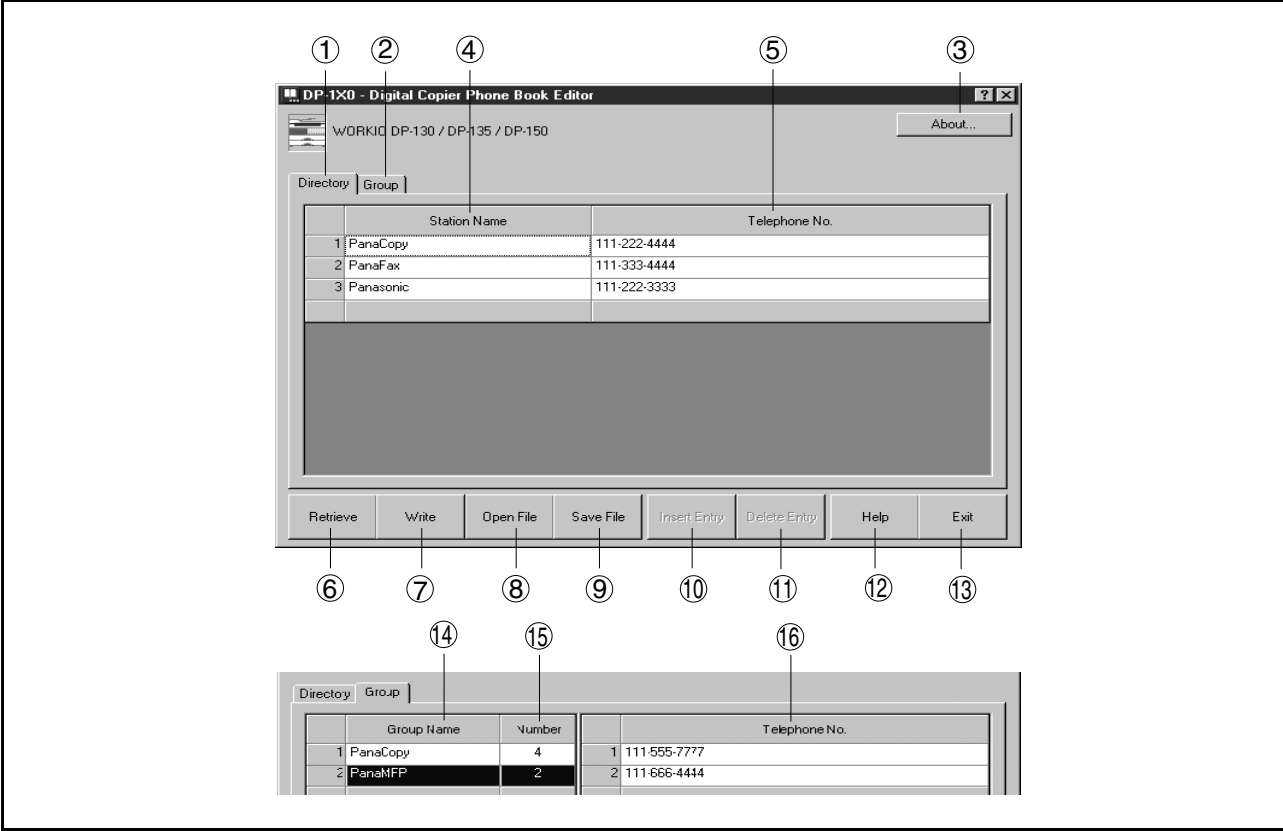 ① ② ④ ⑤ ③
DP-1X0 - Digital Copier Phone Book Editor
WORKIO DP-130 / DP-135 / DP-150
About...
Directory Group
Station Name Telephone No.
1 PanaCopy 111-222-4444
2 PanaFax 111-333-4444
3 Panasonic 111-222-3333
Retrieve Write Open File Save File Insert Entry Delete Entry Help Exit
⑥ ⑦ ⑧ ⑨ ⑩ ⑪ ⑫ ⑬
⑭ ⑮ ⑯
Directory Group
Group Name Number Telephone No.
1 PanaCopy 4 1 111-555-7777
2 PanaMFP 2 2 111-666-4444